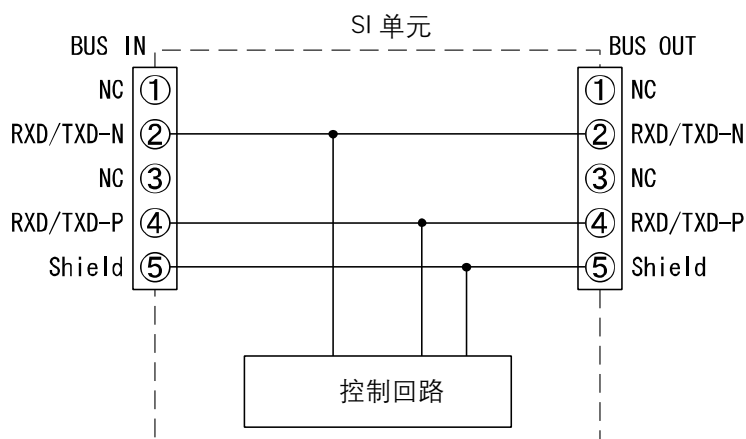 SI 单元
BUS IN
BUS OUT
NC ① ① NC
RXD/TXD-N ② ② RXD/TXD-N
NC ③ ③ NC
RXD/TXD-P ④ ④ RXD/TXD-P
Shield ⑤ ⑤ Shield
控制回路